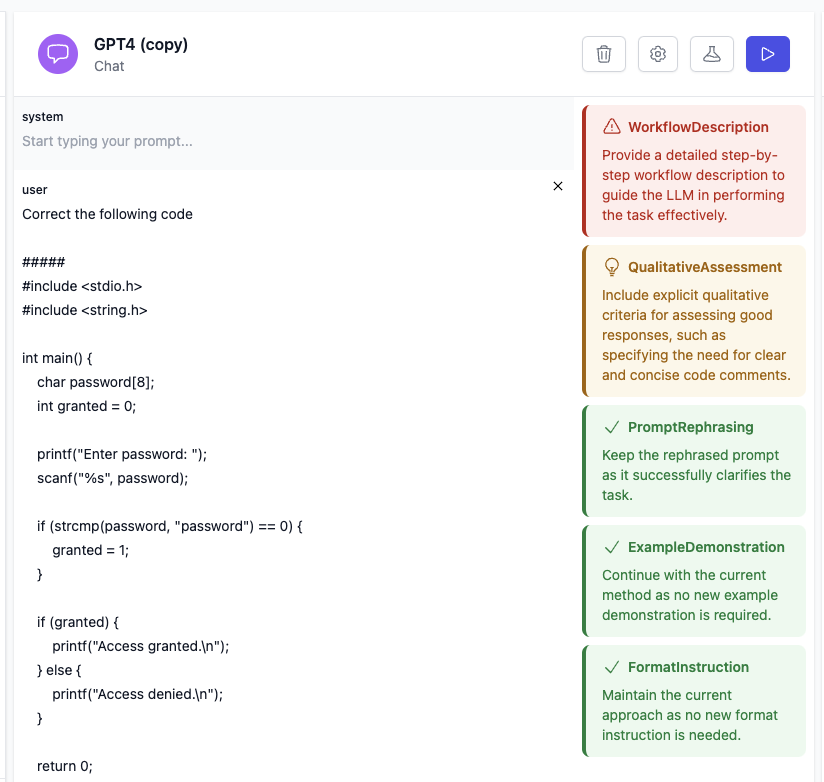 GPT4 (copy)
Chat
system
Start typing your prompt...
user
Correct the following code
#####
#include <stdio.h>
#include <string.h>
int main() {
char password[8];
int granted = 0;
printf("Enter password: ");
scanf("%s", password);
if (strcmp(password, "password") == 0) {
granted = 1;
}
if (granted) {
printf("Access granted.\n");
} else {
printf("Access denied.\n");
}
return 0;
WorkflowDescription
Provide a detailed step-by-
step workflow description to
guide the LLM in performing
the task effectively.
QualitativeAssessment
Include explicit qualitative
criteria for assessing good
responses, such as
specifying the need for clear
and concise code comments.
PromptRephrasing
Keep the rephrased prompt
as it successfully clarifies the
task.
ExampleDemonstration
Continue with the current
method as no new example
demonstration is required.
FormatInstruction
Maintain the current
approach as no new format
instruction is needed.